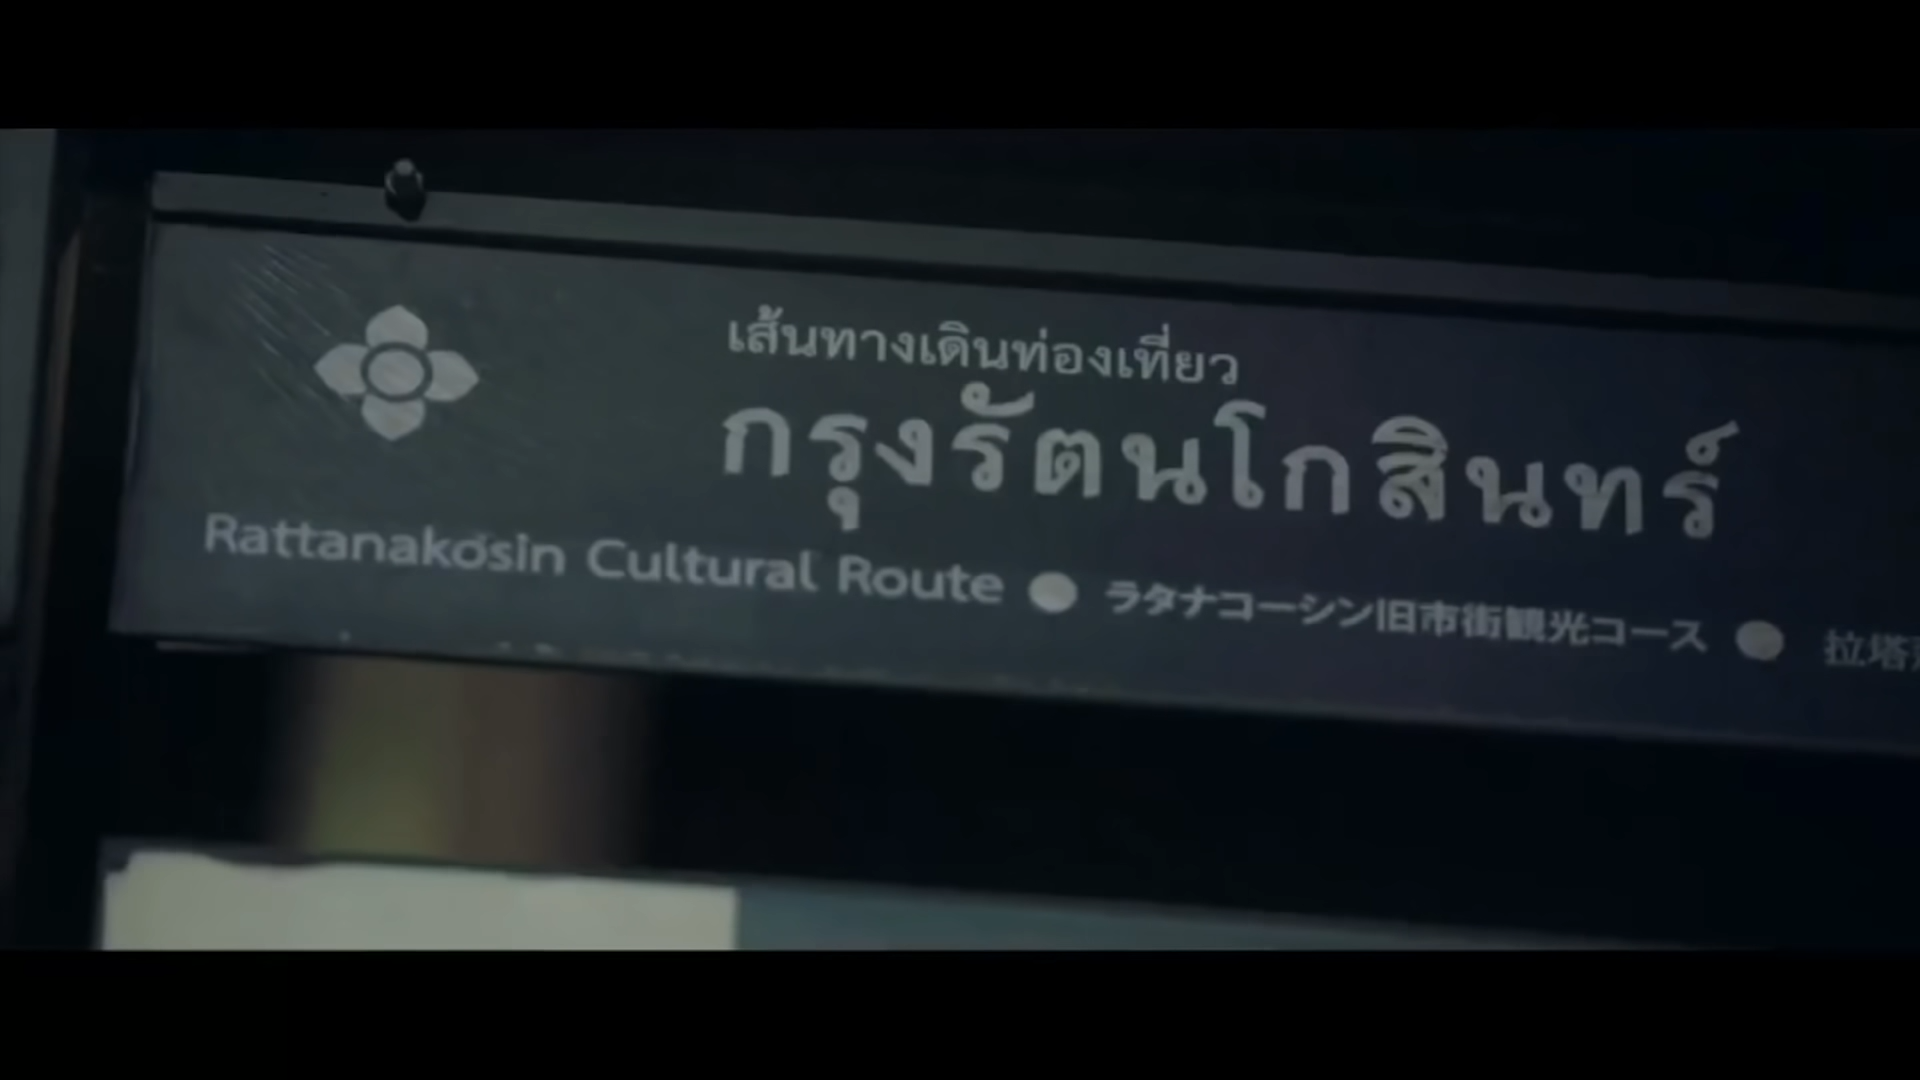 เส้นทางเดินท่องเที่ยว
กรุงรัตนโกสินทร์
Rattanakosin Cultural Route ● ラタナコーシン旧市街観光コース ● 拉塔